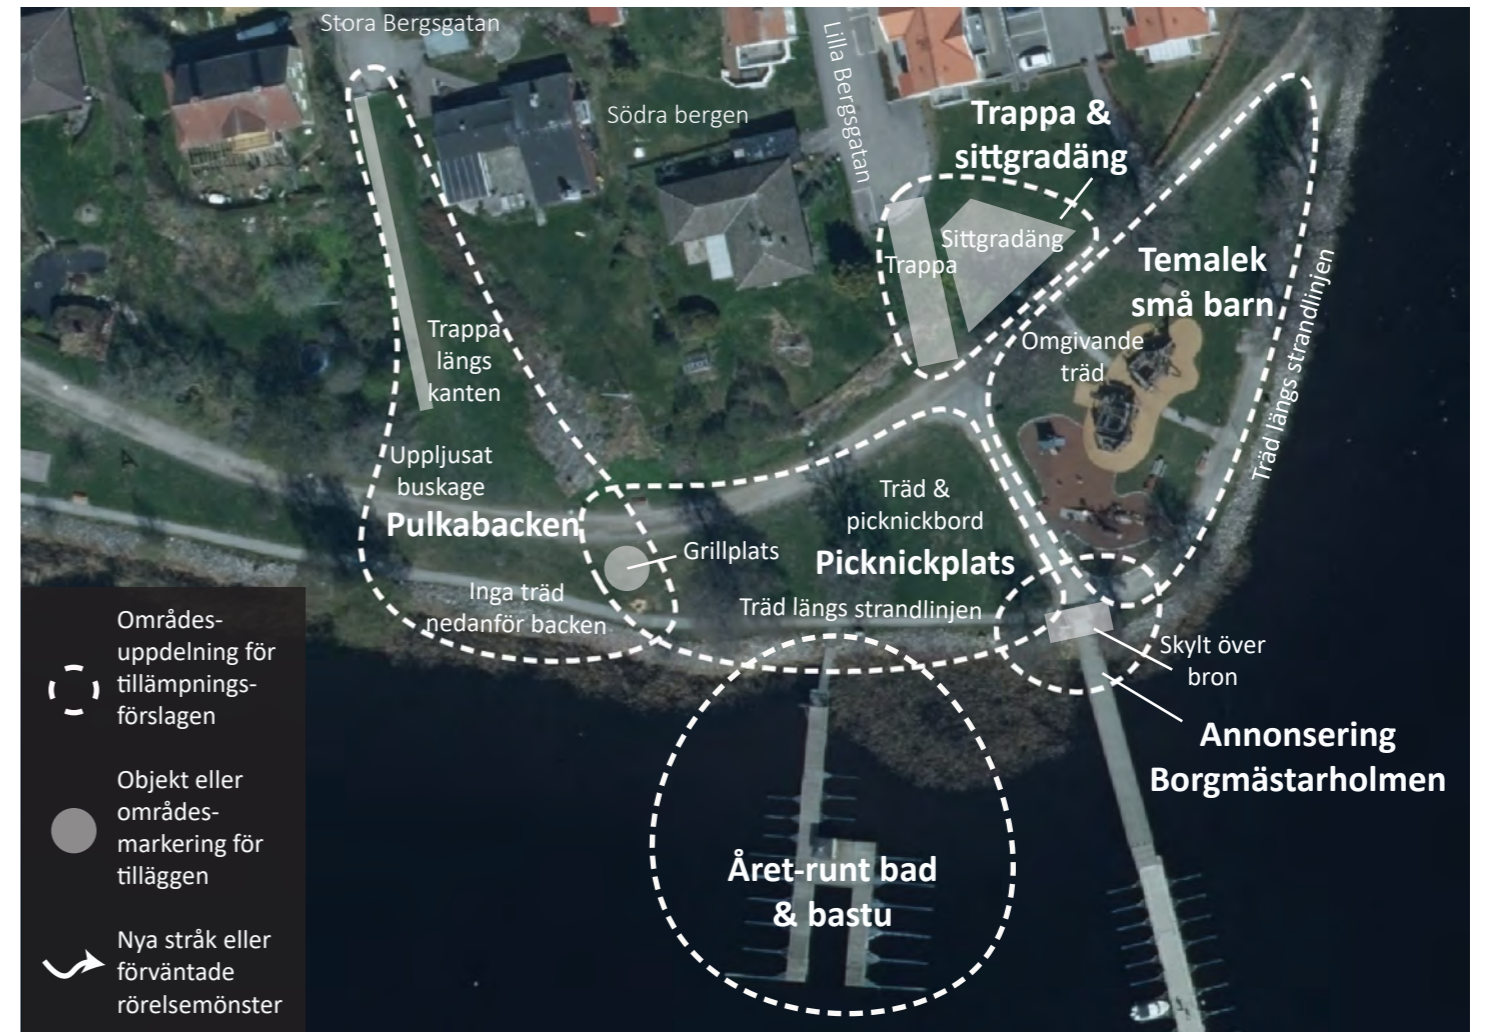 Stora Bergsgatan
Lilla Bergsgatan
Södra bergen
Trappa &
sittgradäng
Sittgradäng
Trappa
Temalek
små barn
Omgivande
träd
Träd längs strandlinjen
Trappa
längs
kanten
Uppljusat
buskage
Pulkabacken
Inga träd
nedanför backen
Grillplats
Träd &
picknickbord
Picknickplats
Träd längs strandlinjen
Skylt över
bron
Annonsering
Borgmästarholmen
Året-runt bad
& bastu
Områdes-
uppdelning för
tillämpnings-
förslagen
Objekt eller
områdes-
markering för
tilläggen
Nya stråk eller
förväntade
rörelsemönster